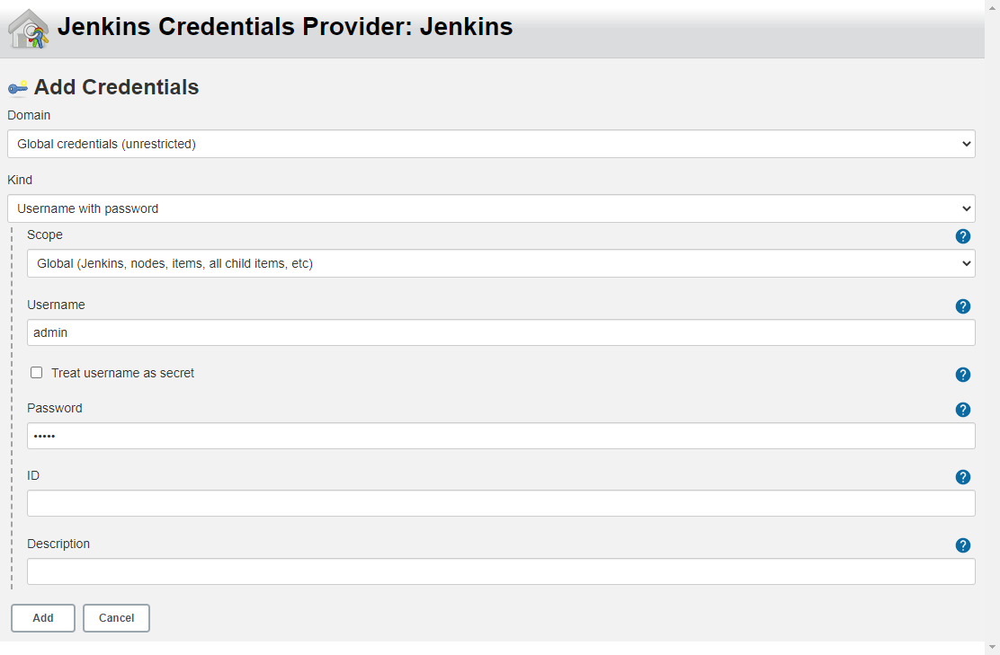 Jenkins Credentials Provider: Jenkins
Add Credentials
Domain
Global credentials (unrestricted)
Kind
Username with password
Scope
?
Global (Jenkins, nodes, items, all child items, etc)
Username
?
admin
Treat username as secret
?
Password
?
•••••
ID
?
Description
?
Add
Cancel